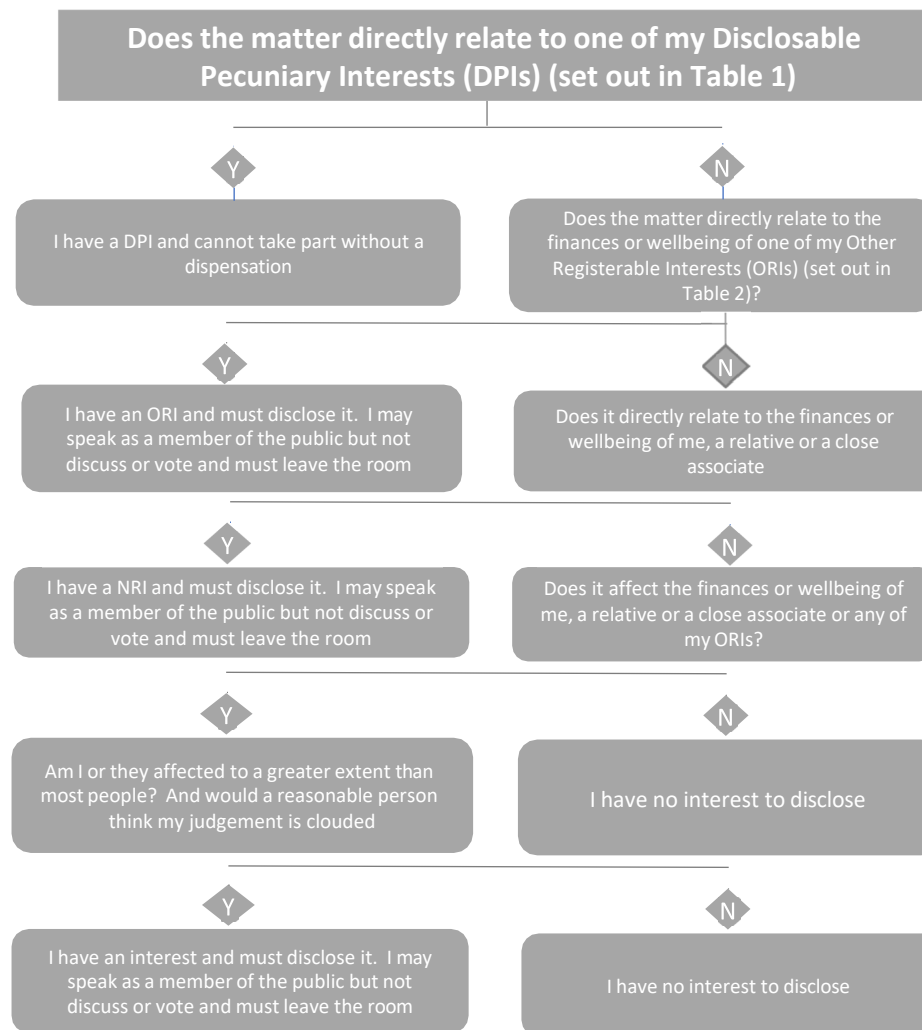 Does the matter directly relate to one of my Disclosable
Pecuniary Interests (DPIs) (set out in Table 1)
Y
N
I have a DPI and cannot take part without a
dispensation
Does the matter directly relate to the
finances or wellbeing of one of my Other
Registerable Interests (ORIs) (set out in
Table 2)?
Y
N
I have an ORI and must disclose it.  I may
speak as a member of the public but not
discuss or vote and must leave the room
Does it directly relate to the finances or
wellbeing of me, a relative or a close
associate
Y
N
I have a NRI and must disclose it.  I may speak
as a member of the public but not discuss or
vote and must leave the room
Does it affect the finances or wellbeing of
me, a relative or a close associate or any of
my ORIs?
Y
N
Am I or they affected to a greater extent than
most people?  And would a reasonable person
think my judgement is clouded
I have no interest to disclose
Y
N
I have an interest and must disclose it.  I may
speak as a member of the public but not
discuss or vote and must leave the room
I have no interest to disclose